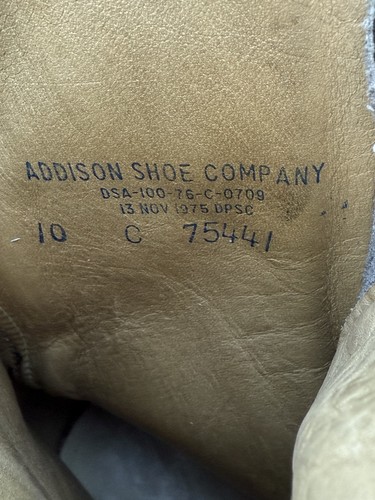 ADDISON SHOE COMPANY
DSA-100-76-C-0709
13 NOV 1975 DPSC
10 C 75441